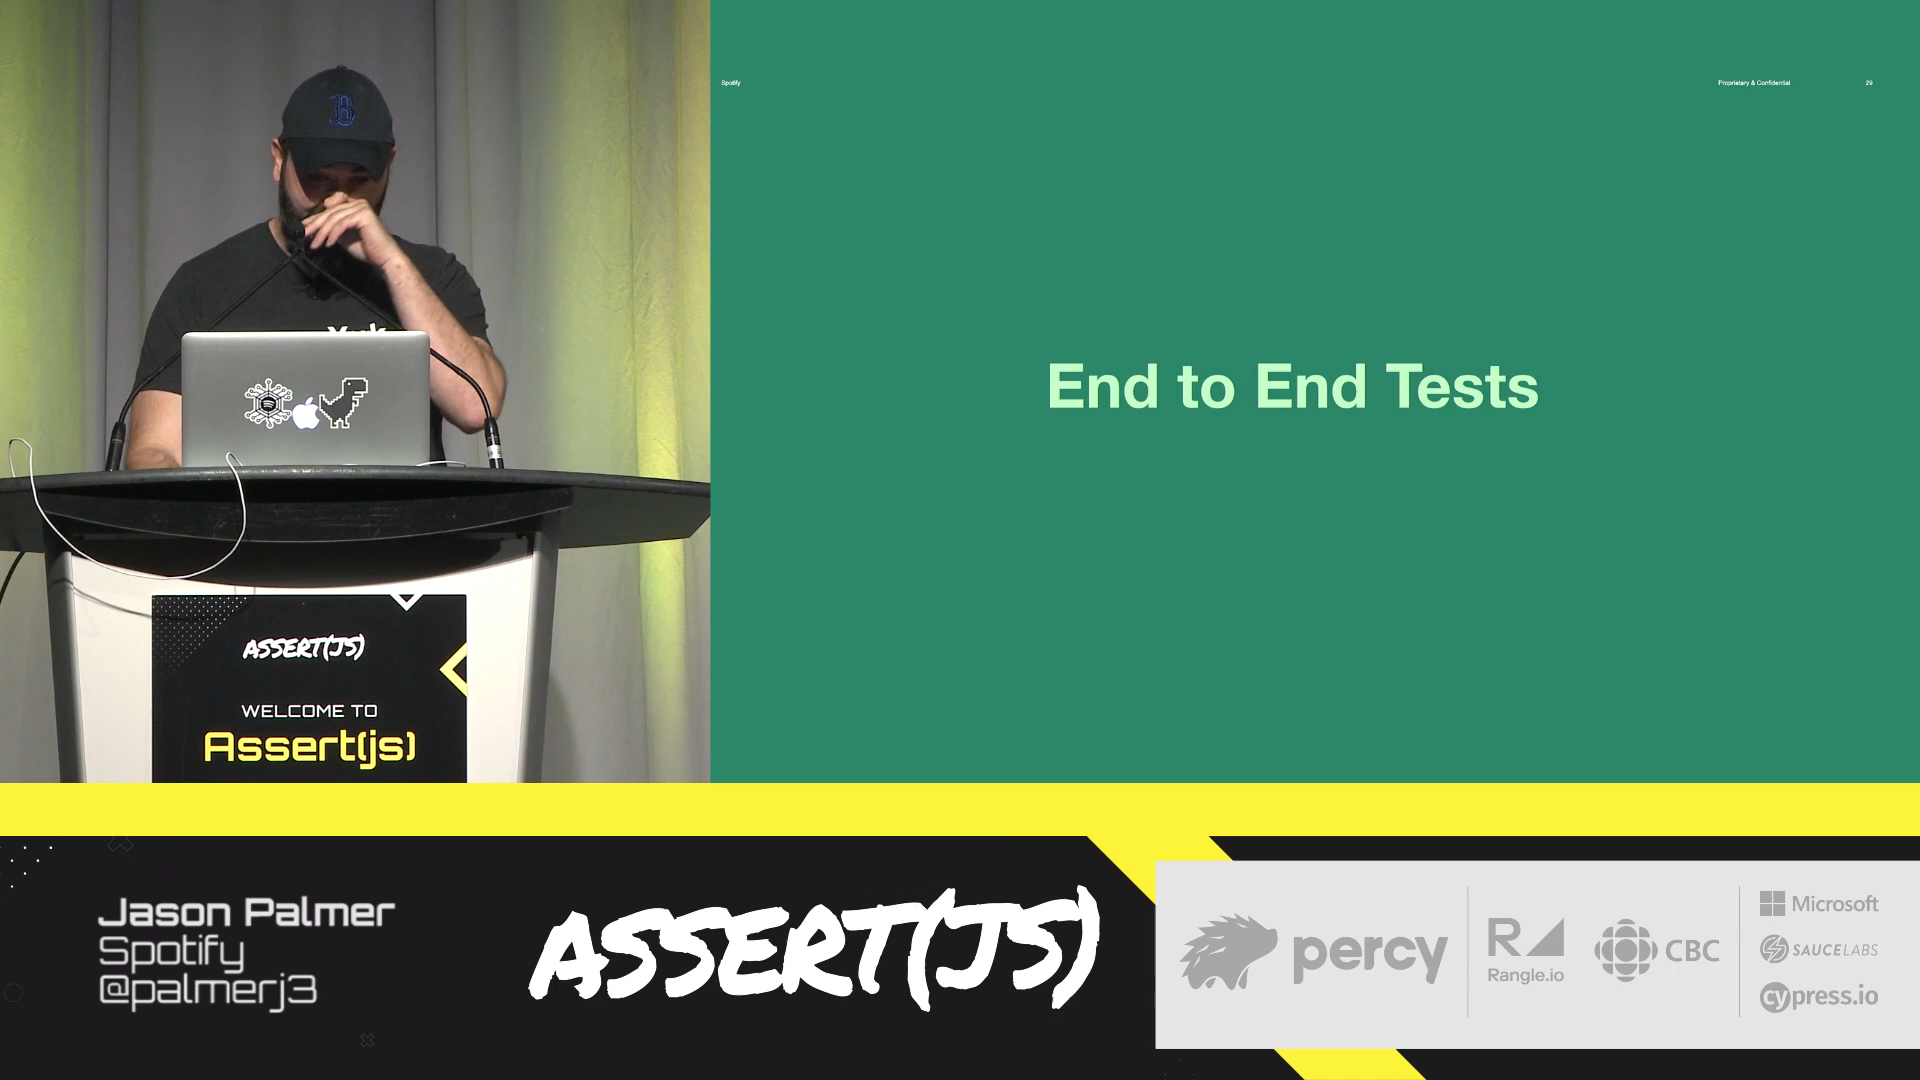 B
York
Spotify
Proprietary & Confidential
29
End to End Tests
ASSERT(JS)
WELCOME TO
Assert(js)
Jason Palmer
Spotify
@palmerj3
ASSERT(JS)
percy
R
Rangle.io
CBC
Microsoft
SAUCELABS
cypress.io